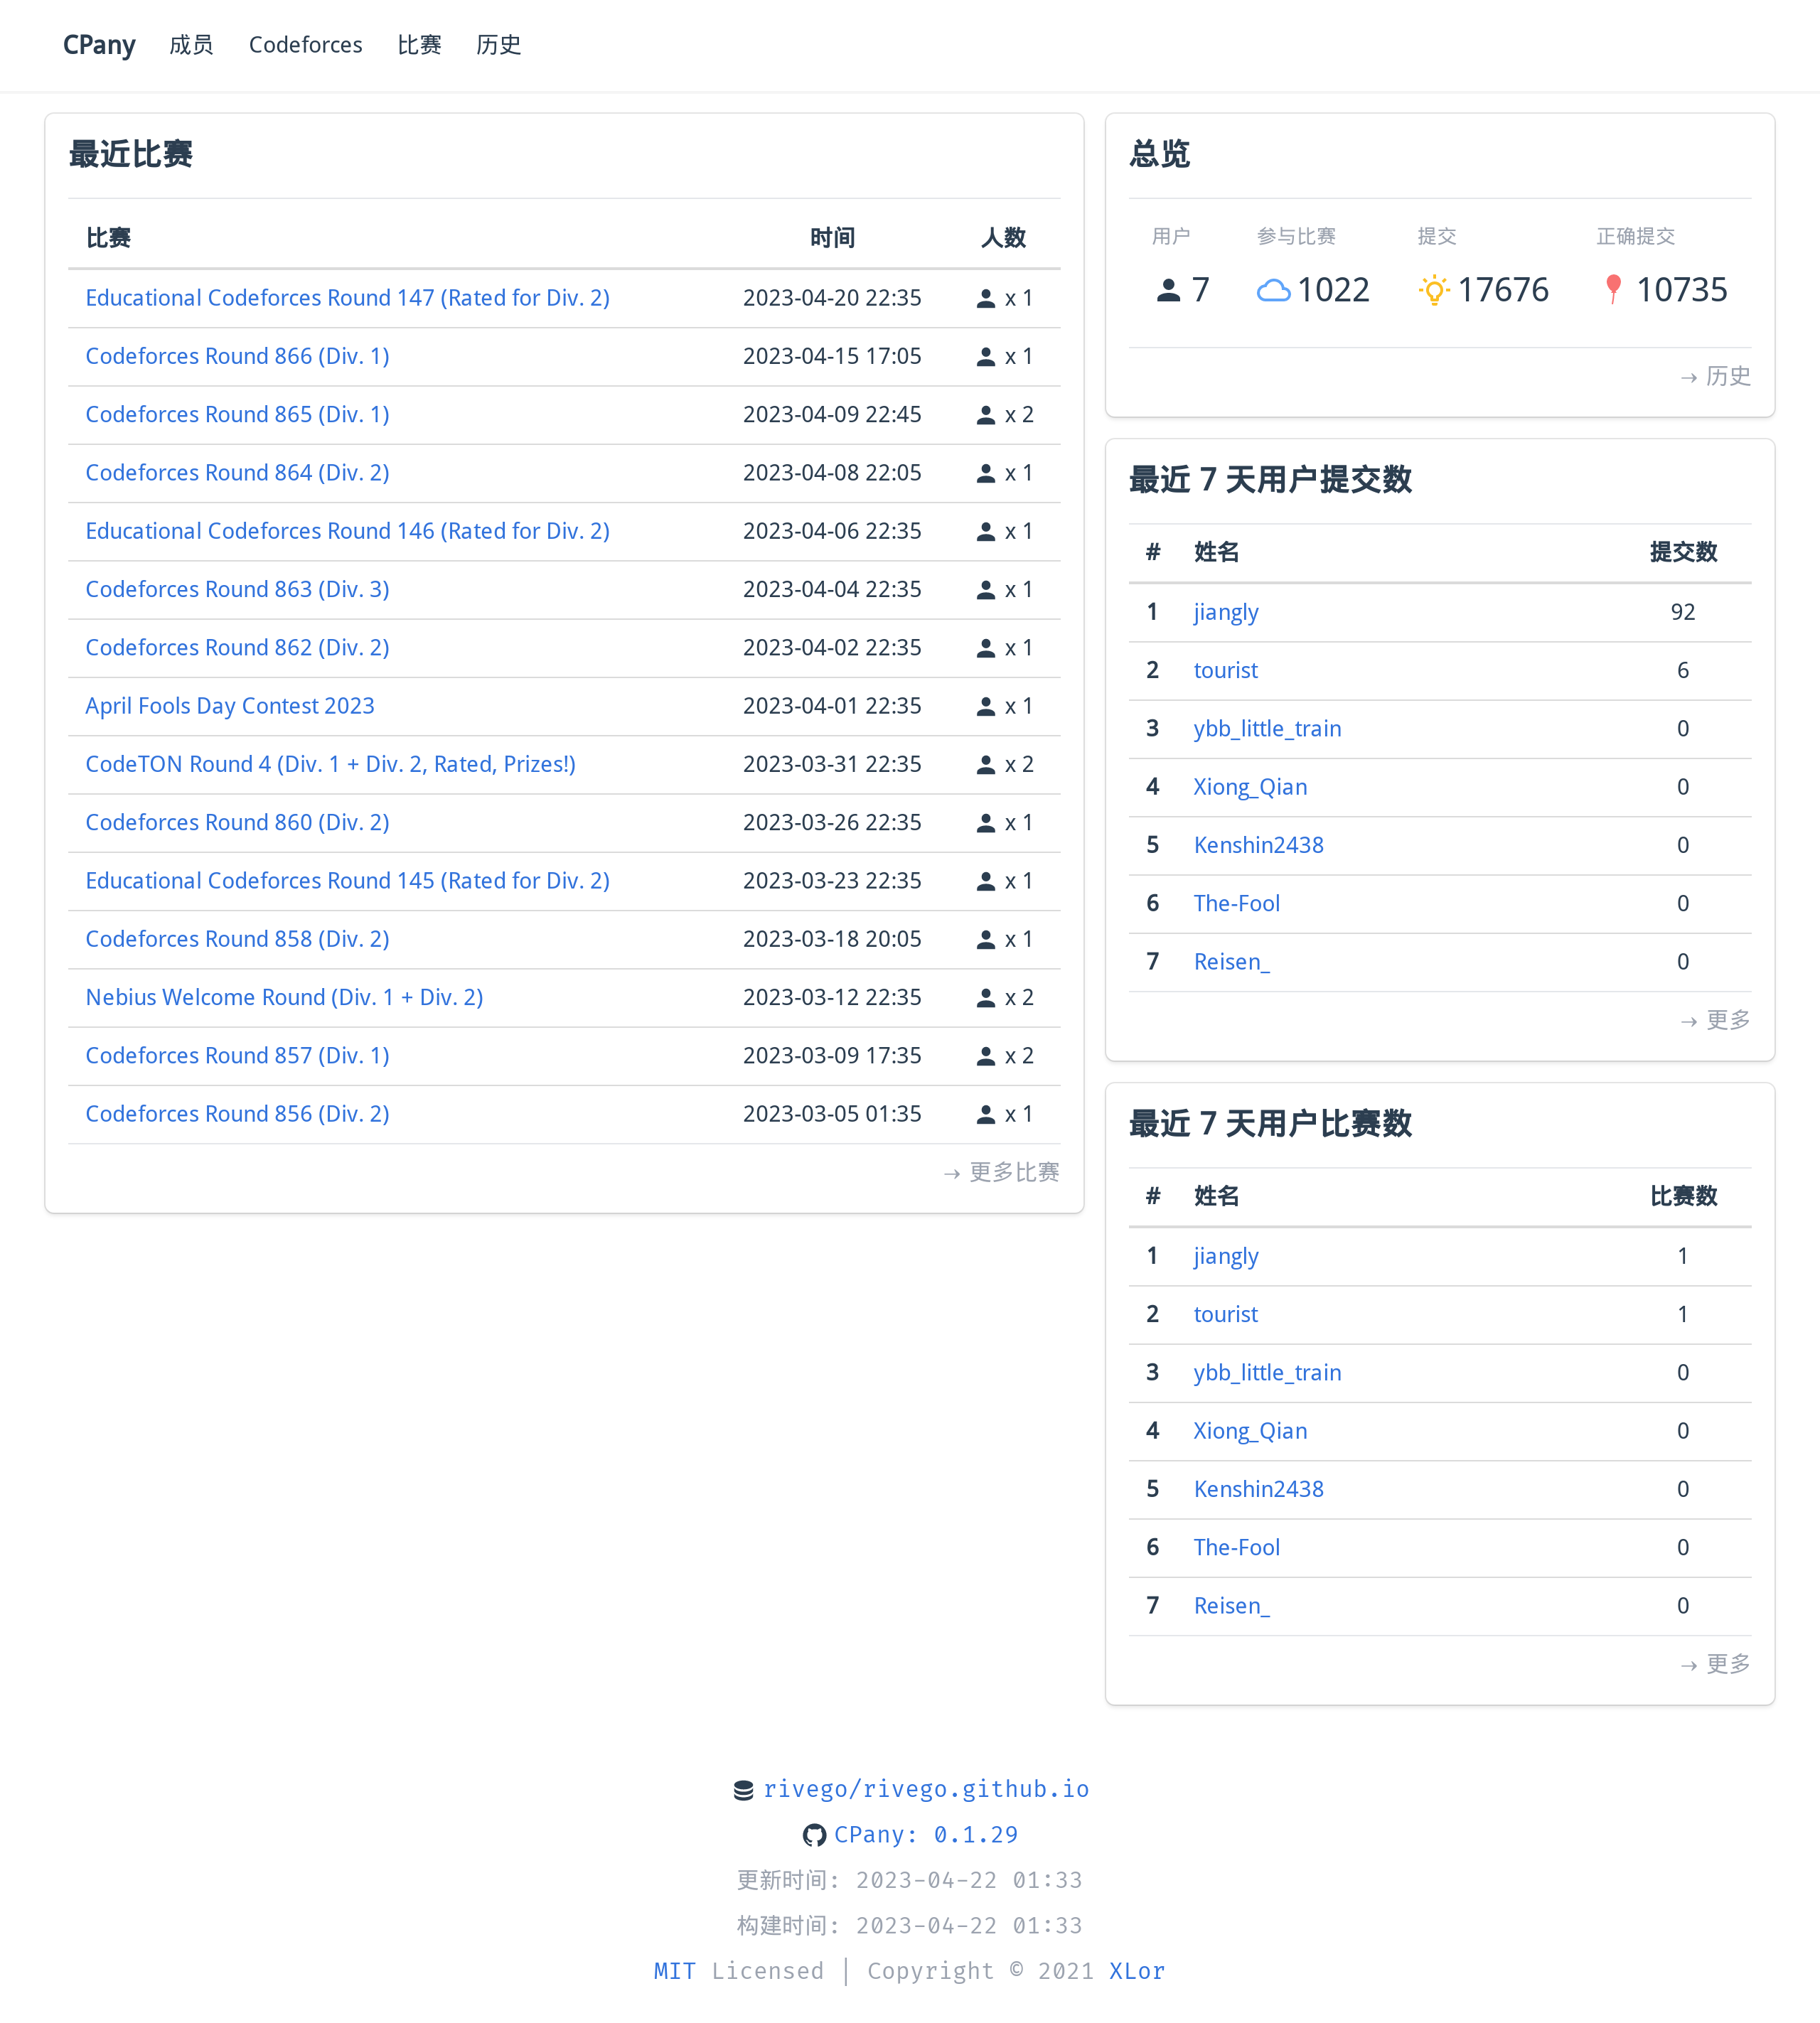 CPany 成员 Codeforces 比赛 历史
最近比赛
比赛 时间 人数
Educational Codeforces Round 147 (Rated for Div. 2) 2023-04-20 22:35 x 1
Codeforces Round 866 (Div. 1) 2023-04-15 17:05 x 1
Codeforces Round 865 (Div. 1) 2023-04-09 22:45 x 2
Codeforces Round 864 (Div. 2) 2023-04-08 22:05 x 1
Educational Codeforces Round 146 (Rated for Div. 2) 2023-04-06 22:35 x 1
Codeforces Round 863 (Div. 3) 2023-04-04 22:35 x 1
Codeforces Round 862 (Div. 2) 2023-04-02 22:35 x 1
April Fools Day Contest 2023 2023-04-01 22:35 x 1
CodeTON Round 4 (Div. 1 + Div. 2, Rated, Prizes!) 2023-03-31 22:35 x 2
Codeforces Round 860 (Div. 2) 2023-03-26 22:35 x 1
Educational Codeforces Round 145 (Rated for Div. 2) 2023-03-23 22:35 x 1
Codeforces Round 858 (Div. 2) 2023-03-18 20:05 x 1
Nebius Welcome Round (Div. 1 + Div. 2) 2023-03-12 22:35 x 2
Codeforces Round 857 (Div. 1) 2023-03-09 17:35 x 2
Codeforces Round 856 (Div. 2) 2023-03-05 01:35 x 1
→ 更多比赛
总览
用户 参与比赛 提交 正确提交
7 1022 17676 10735
→ 历史
最近 7 天用户提交数
# 姓名 提交数
1 jiangly 92
2 tourist 6
3 ybb_little_train 0
4 Xiong_Qian 0
5 Kenshin2438 0
6 The-Fool 0
7 Reisen_ 0
→ 更多
最近 7 天用户比赛数
# 姓名 比赛数
1 jiangly 1
2 tourist 1
3 ybb_little_train 0
4 Xiong_Qian 0
5 Kenshin2438 0
6 The-Fool 0
7 Reisen_ 0
→ 更多
rivego/rivego.github.io
CPany: 0.1.29
更新时间: 2023-04-22 01:33
构建时间: 2023-04-22 01:33
MIT Licensed | Copyright © 2021 XLor